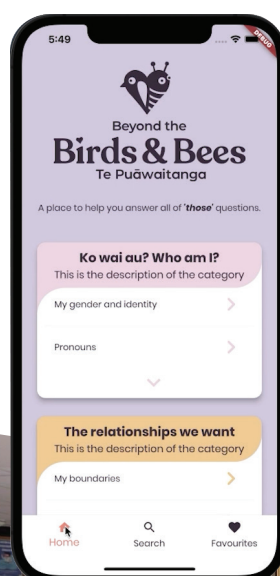 5:49
DEBUG
Beyond the
Birds & Bees
Te Puāwaitanga
A place to help you answer all of 'those' questions.
Ko wai au? Who am I?
This is the description of the category
My gender and identity
Pronouns
The relationships we want
This is the description of the category
My boundaries
Home
Search
Favourites